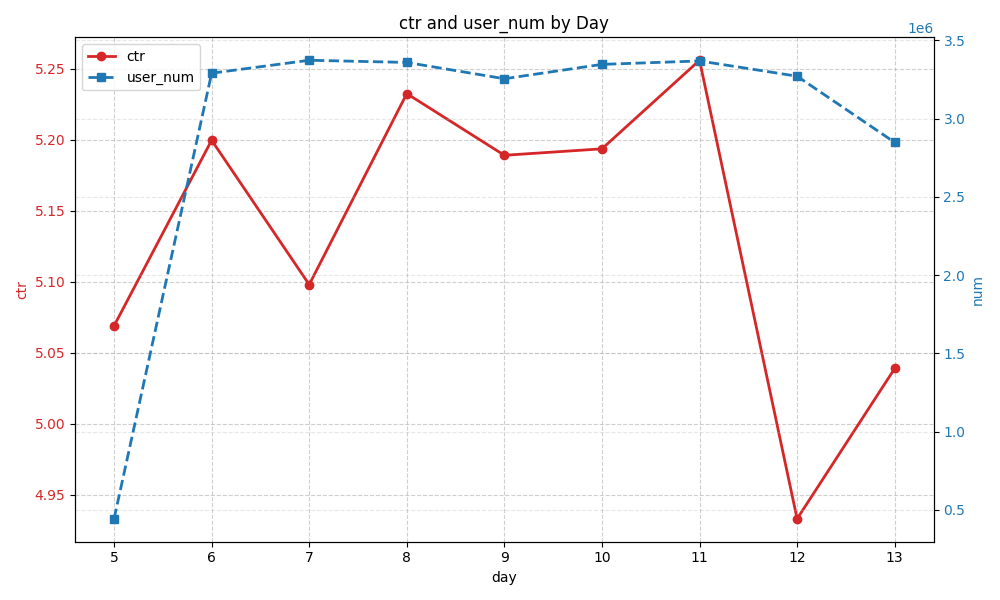 ctr and user_num by Day
1e6
ctr
user_num
5.25
5.20
5.15
5.10
5.05
5.00
4.95
ctr
3.5
3.0
2.5
2.0
1.5
1.0
0.5
num
5 6 7 8 9 10 11 12 13
day